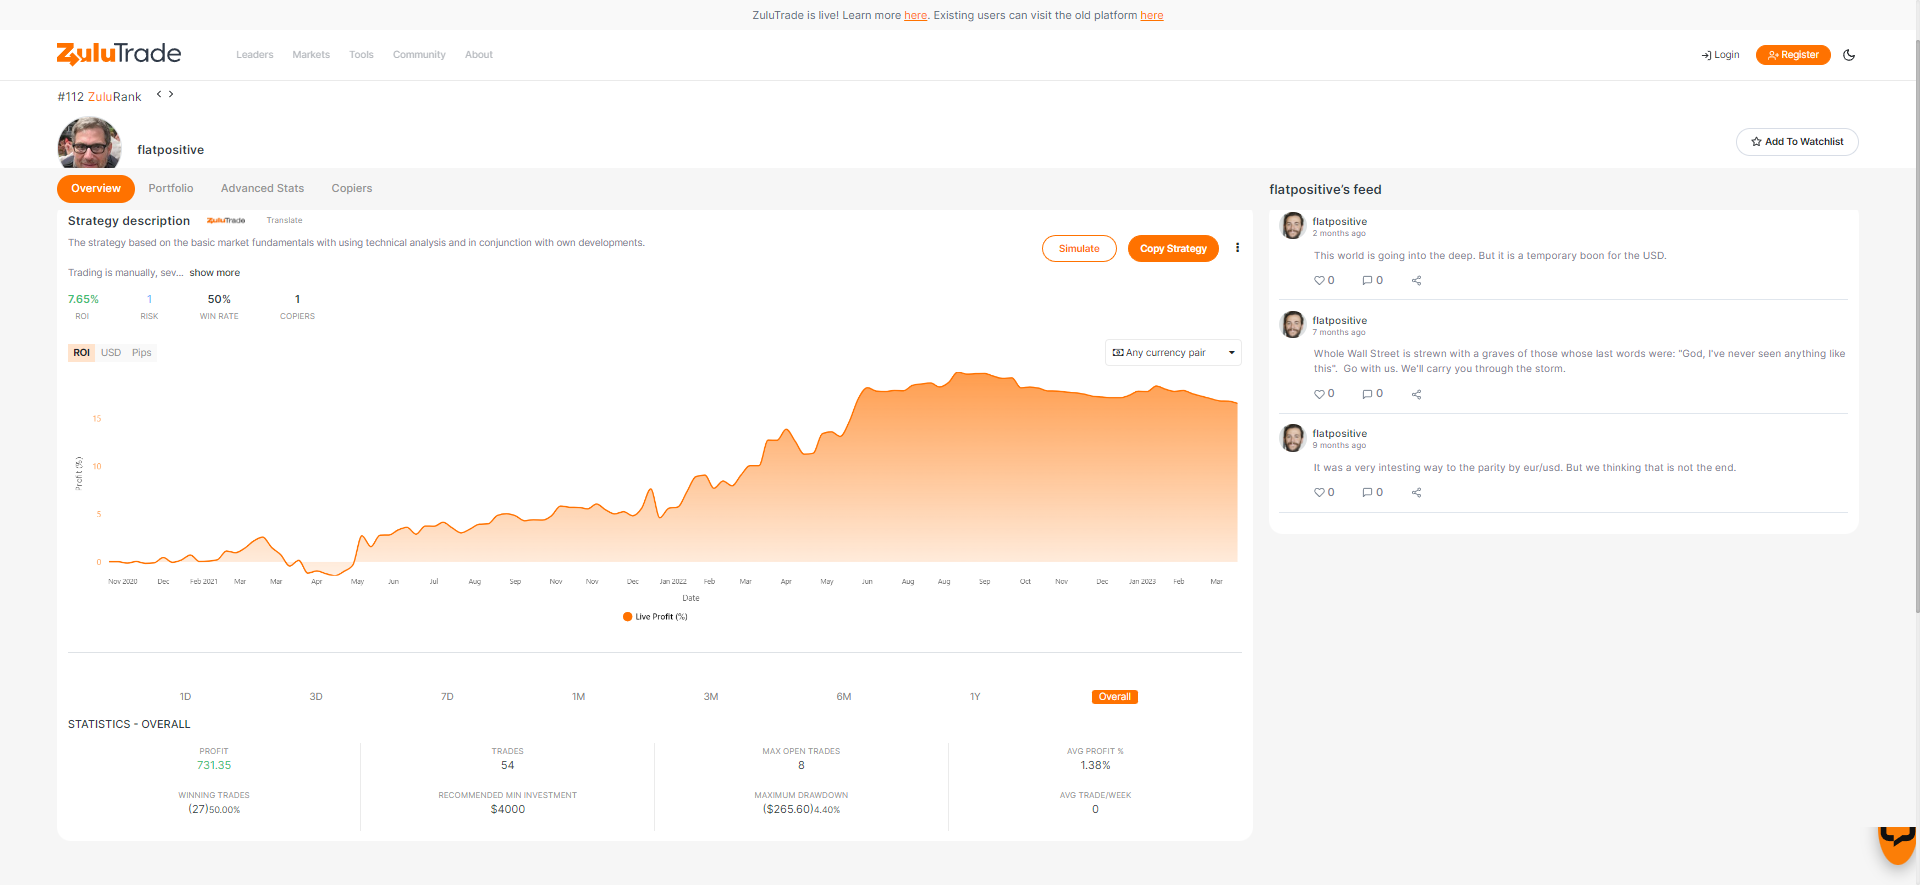 ZuluTrade is live! Learn more here. Existing users can visit the old platform here
ZuluTrade
Leaders
Markets
Tools
Community
About
Login
Register
#112 ZuluRank
flatpositive
Add To Watchlist
Overview
Portfolio
Advanced Stats
Copiers
Strategy description
ZuluTrade
Translate
The strategy based on the basic market fundamentals with using technical analysis and in conjunction with own developments.
Trading is manually, sev... show more
Simulate
Copy Strategy
7.65%
ROI
1
RISK
50%
WIN RATE
1
COPIERS
ROI
USD
Pips
Any currency pair
Profit (%)
15
10
5
0
Nov 2020 Dec Feb 2021 Mar Mar Apr May Jun Jul Aug Sep Nov Nov Dec Jan 2022 Feb Mar Apr May Jun Aug Aug Sep Oct Nov Dec Jan 2023 Feb Mar
Date
Live Profit (%)
1D
3D
7D
1M
3M
6M
1Y
Overall
STATISTICS - OVERALL
PROFIT
731.35
TRADES
54
MAX OPEN TRADES
8
AVG PROFIT %
1.38%
WINNING TRADES
(27)50.00%
RECOMMENDED MIN INVESTMENT
$4000
MAXIMUM DRAWDOWN
($265.60)4.40%
AVG TRADE/WEEK
0
flatpositive's feed
flatpositive
2 months ago
This world is going into the deep. But it is a temporary boon for the USD.
0
0
flatpositive
7 months ago
Whole Wall Street is strewn with a graves of those whose last words were: "God, I've never seen anything like
this". Go with us. We'll carry you through the storm.
0
0
flatpositive
9 months ago
It was a very intesting way to the parity by eur/usd. But we thinking that is not the end.
0
0